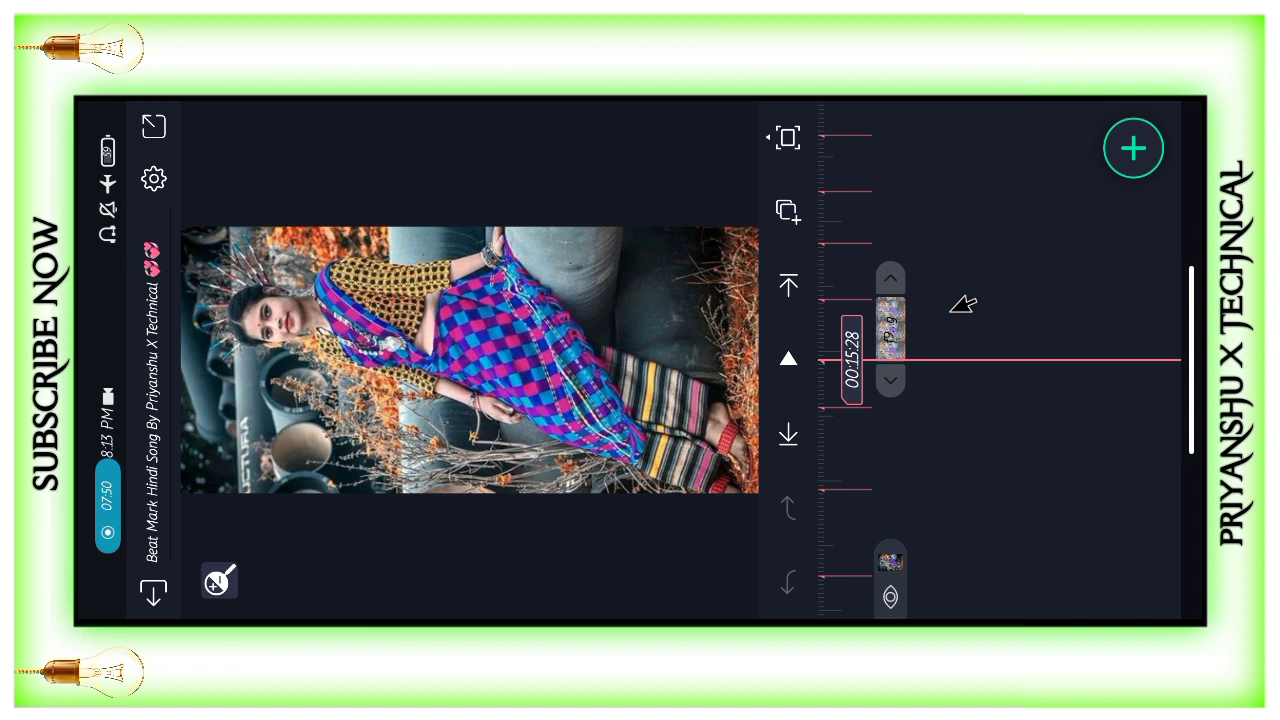 SUBSCRIBE NOW
07:50
8:13 PM
59
Beat Mark Hindi Song By Priyanshu X Technical 💞💞
00:15:28
PRIYANSHU X TECHNICAL